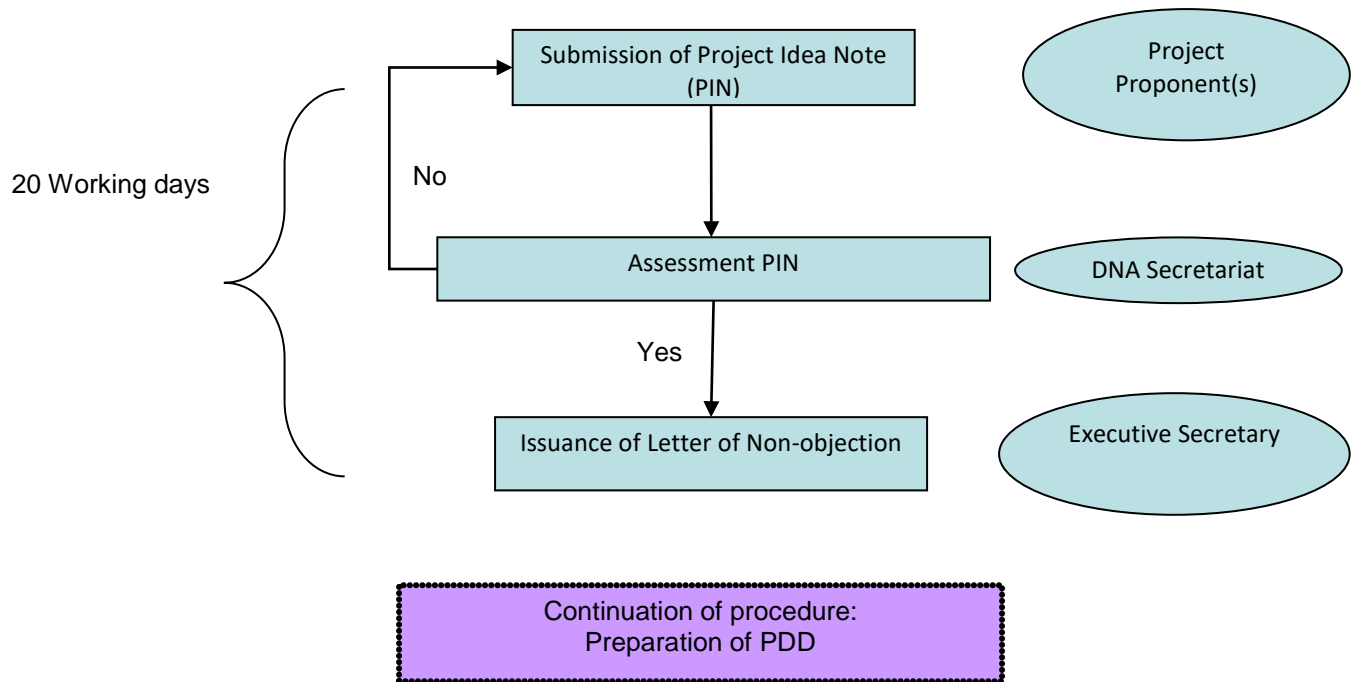 Submission of Project Idea Note
(PIN)
Project
Proponent(s)
20 Working days
No
Assessment PIN
DNA Secretariat
Yes
Issuance of Letter of Non-objection
Executive Secretary
Continuation of procedure:
Preparation of PDD